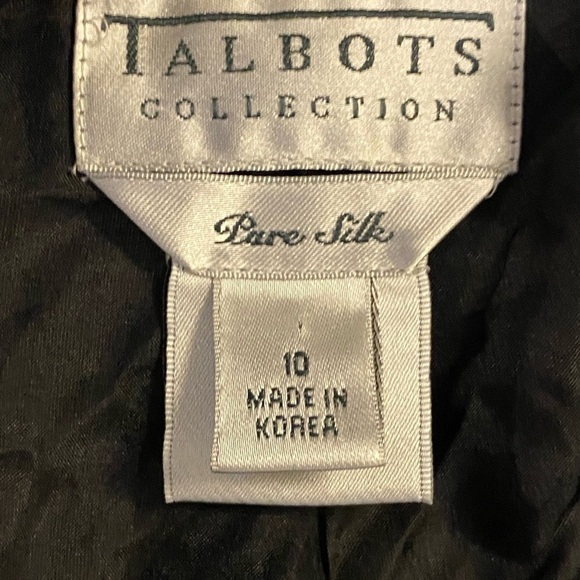 TALBOTS
COLLECTION
Pure Silk
10
MADE IN
KOREA